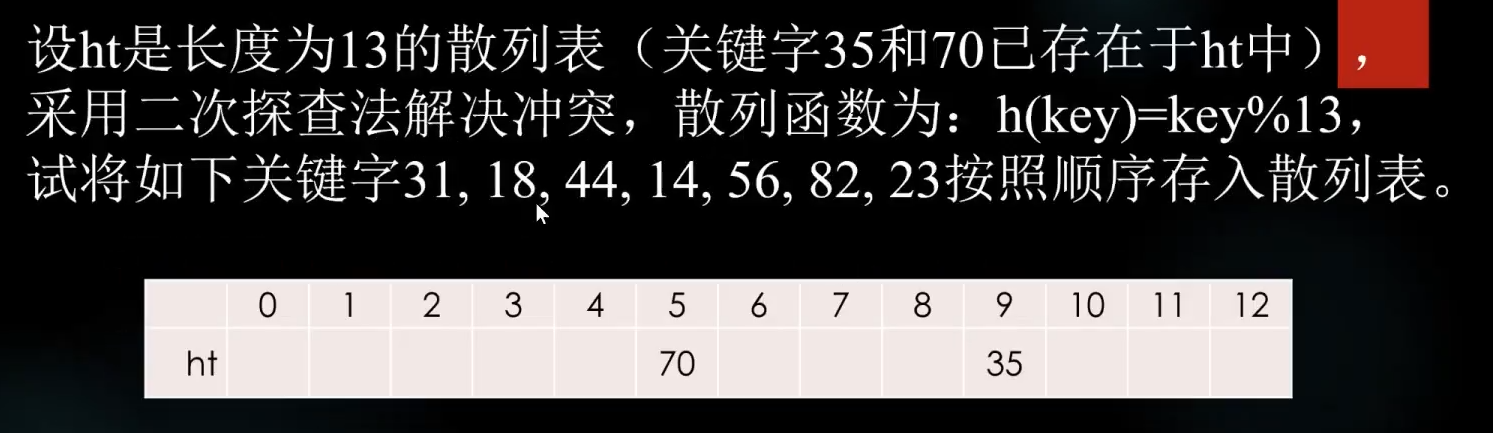 设ht是长度为13的散列表（关键字35和70已存在于ht中），
采用二次探查法解决冲突，散列函数为：h(key)=key%13，
试将如下关键字31, 18, 44, 14, 56, 82, 23按照顺序存入散列表。
0 1 2 3 4 5 6 7 8 9 10 11 12
ht 70 35